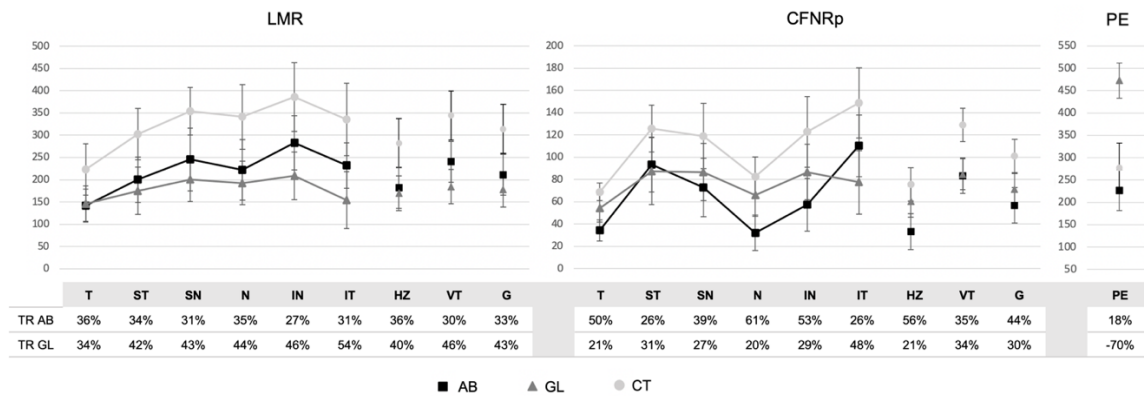 LMR CFNRp PE
500 200 550
450 180 500
400 160 450
350 140 400
300 120 350
250 100 300
200 80 250
150 60 200
100 40 150
50 20 100
0 0 50
T ST SN N IN IT HZ VT G T ST SN N IN IT HZ VT G PE
TR AB 36% 34% 31% 35% 27% 31% 36% 30% 33% 50% 26% 39% 61% 53% 26% 56% 35% 44% 18%
TR GL 34% 42% 43% 44% 46% 54% 40% 46% 43% 21% 31% 27% 20% 29% 48% 21% 34% 30% -70%
AB GL CT